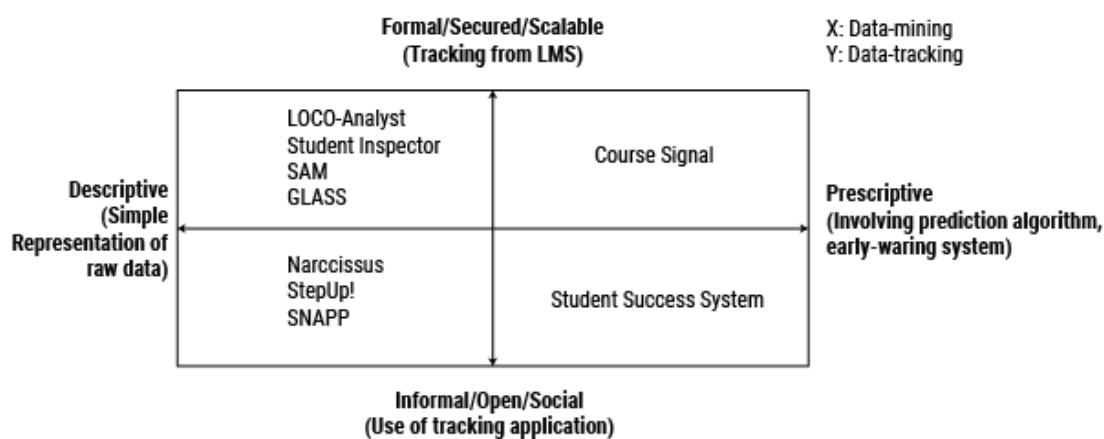 Formal/Secured/Scalable
(Tracking from LMS)
X: Data-mining
Y: Data-tracking
LOCO-Analyst
Student Inspector
SAM
GLASS
Course Signal
Descriptive
(Simple
Representation of
raw data)
Prescriptive
(Involving prediction algorithm,
early-waring system)
Narccissus
StepUp!
SNAPP
Student Success System
Informal/Open/Social
(Use of tracking application)